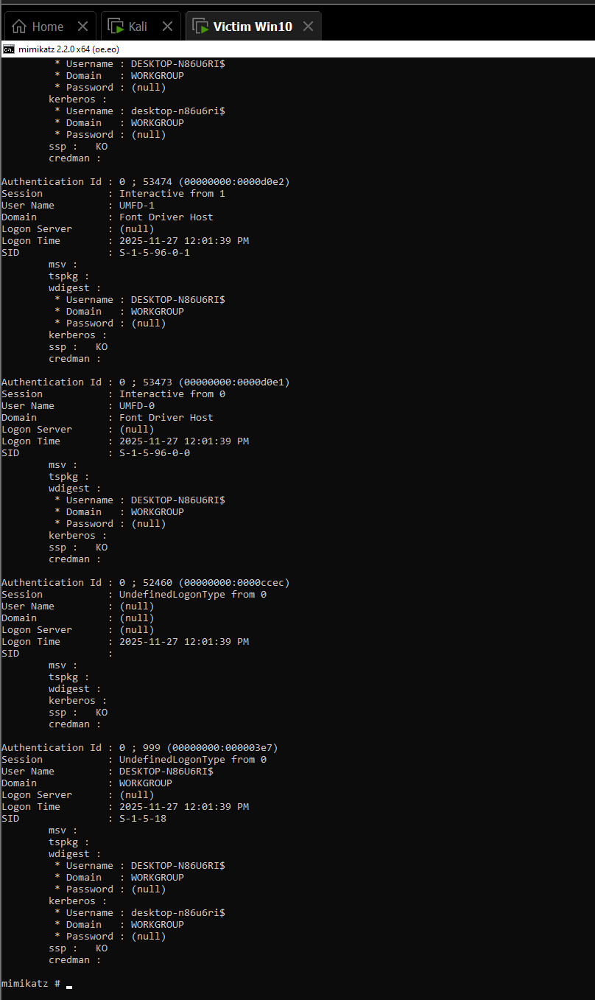 Home Kali Victim Win10
mimikatz 2.2.0 x64 (oe.eo)
* Username : DESKTOP-N86U6RI$
* Domain : WORKGROUP
* Password : (null)
kerberos :
* Username : desktop-n86u6ri$
* Domain : WORKGROUP
* Password : (null)
ssp : KO
credman :
Authentication Id : 0 ; 53474 (00000000:0000d0e2)
Session : Interactive from 1
User Name : UMFD-1
Domain : Font Driver Host
Logon Server : (null)
Logon Time : 2025-11-27 12:01:39 PM
SID : S-1-5-96-0-1
msv :
tspkg :
wdigest :
* Username : DESKTOP-N86U6RI$
* Domain : WORKGROUP
* Password : (null)
kerberos :
ssp : KO
credman :
Authentication Id : 0 ; 53473 (00000000:0000d0e1)
Session : Interactive from 0
User Name : UMFD-0
Domain : Font Driver Host
Logon Server : (null)
Logon Time : 2025-11-27 12:01:39 PM
SID : S-1-5-96-0-0
msv :
tspkg :
wdigest :
* Username : DESKTOP-N86U6RI$
* Domain : WORKGROUP
* Password : (null)
kerberos :
ssp : KO
credman :
Authentication Id : 0 ; 52460 (00000000:0000ccec)
Session : UndefinedLogonType from 0
User Name : (null)
Domain : (null)
Logon Server : (null)
Logon Time : 2025-11-27 12:01:39 PM
SID :
msv :
tspkg :
wdigest :
kerberos :
ssp : KO
credman :
Authentication Id : 0 ; 999 (00000000:000003e7)
Session : UndefinedLogonType from 0
User Name : DESKTOP-N86U6RI$
Domain : WORKGROUP
Logon Server : (null)
Logon Time : 2025-11-27 12:01:39 PM
SID : S-1-5-18
msv :
tspkg :
wdigest :
* Username : DESKTOP-N86U6RI$
* Domain : WORKGROUP
* Password : (null)
kerberos :
* Username : desktop-n86u6ri$
* Domain : WORKGROUP
* Password : (null)
ssp : KO
credman :
mimikatz # _